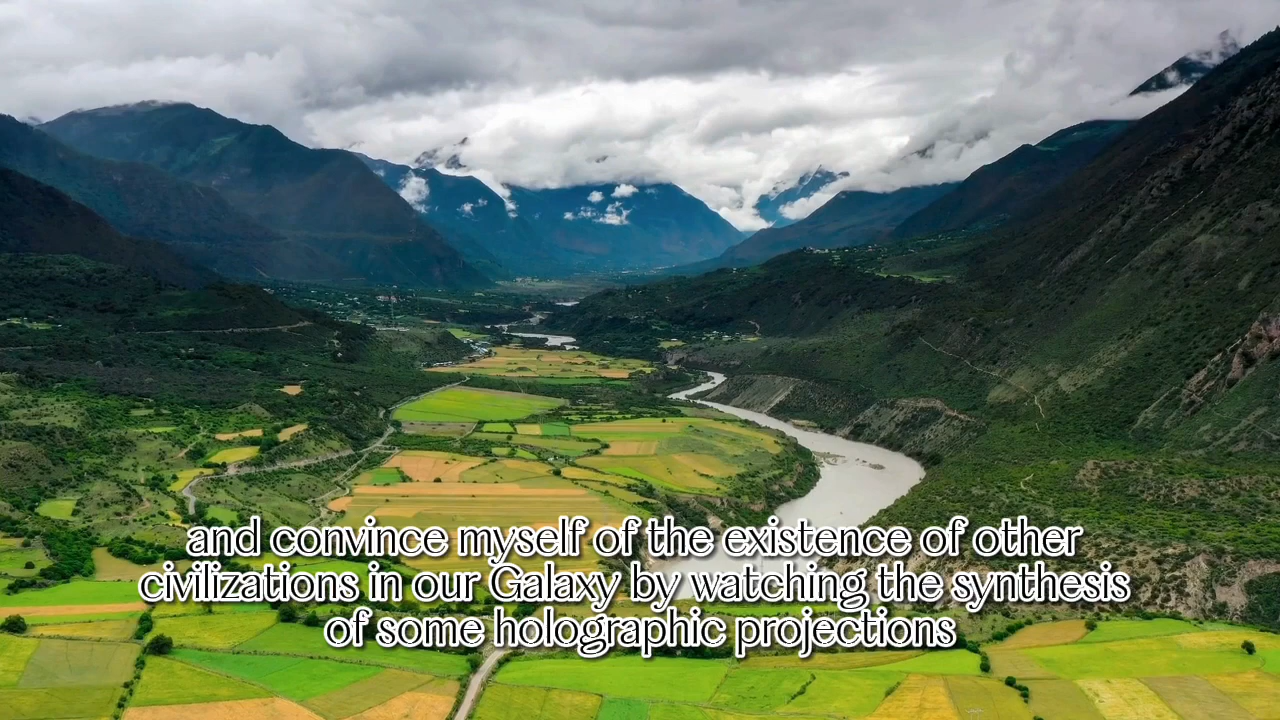 and convince myself of the existence of other
civilizations in our Galaxy by watching the synthesis
of some holographic projections